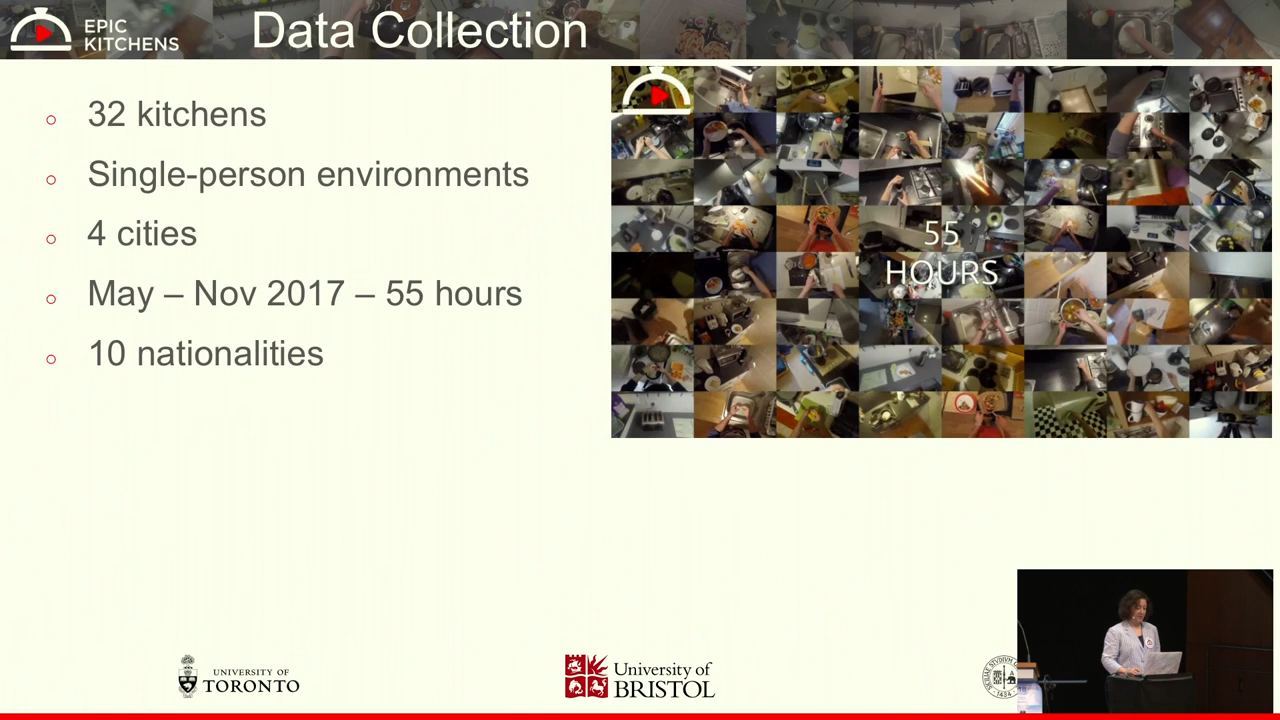 EPIC
KITCHENS
Data Collection
32 kitchens
Single-person environments
4 cities
May – Nov 2017 – 55 hours
10 nationalities
55
HOURS
UNIVERSITY OF
TORONTO
University of
BRISTOL
1434